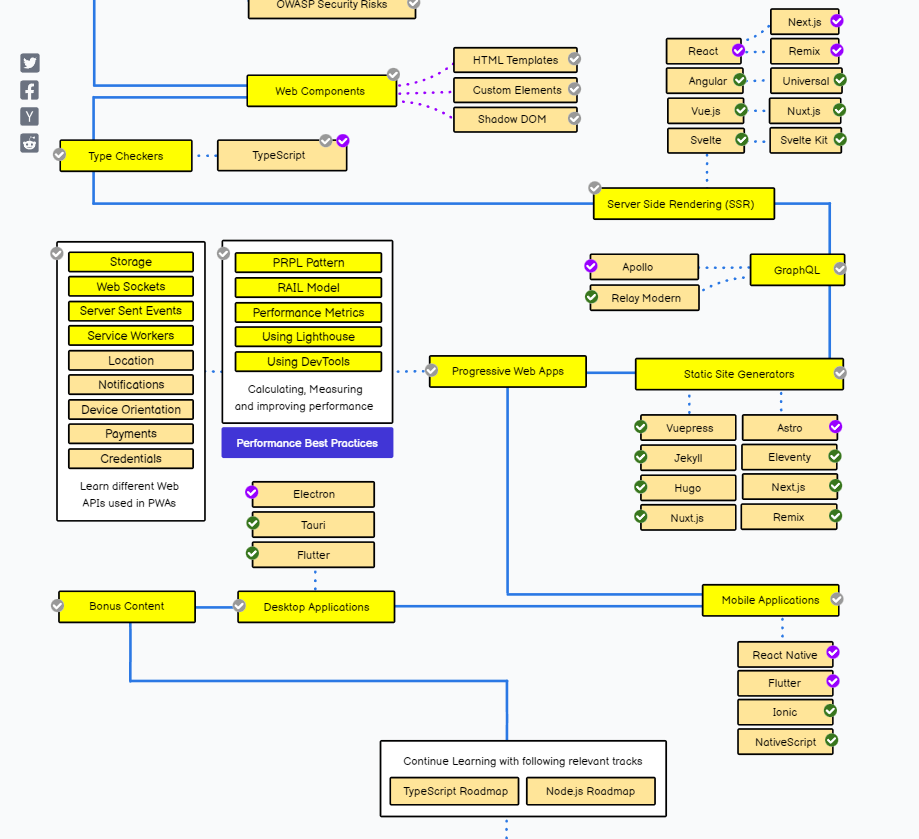 OWASP Security Risks
Next.js
React
Remix
HTML Templates
Angular
Universal
Web Components
Custom Elements
Vue.js
Nuxt.js
Shadow DOM
Svelte
Svelte Kit
Y
Type Checkers
TypeScript
Server Side Rendering (SSR)
Apollo
GraphQL
Relay Modern
Storage
Web Sockets
Server Sent Events
Service Workers
Location
Notifications
Device Orientation
Payments
Credentials
Learn different Web
APIs used in PWAs
PRPL Pattern
RAIL Model
Performance Metrics
Using Lighthouse
Using DevTools
Calculating, Measuring
and improving performance
Performance Best Practices
Progressive Web Apps
Static Site Generators
Vuepress
Astro
Jekyll
Eleventy
Hugo
Next.js
Nuxt.js
Remix
Electron
Tauri
Flutter
Bonus Content
Desktop Applications
Mobile Applications
React Native
Flutter
Ionic
NativeScript
Continue Learning with following relevant tracks
TypeScript Roadmap
Node.js Roadmap